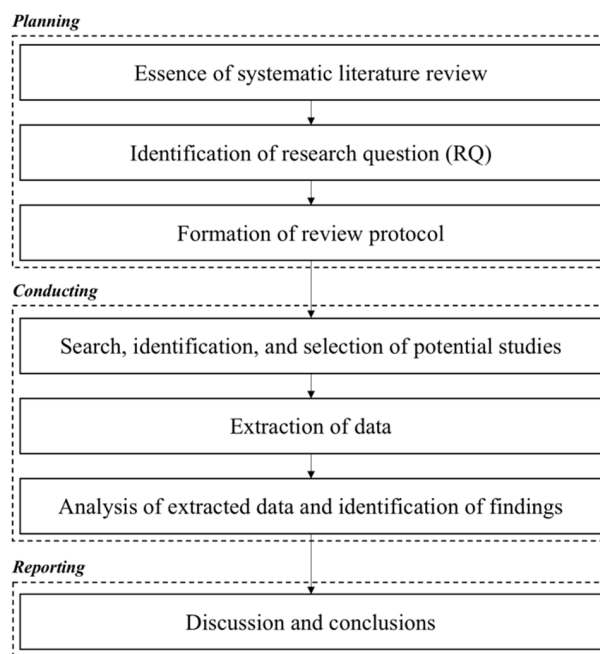 Planning
Essence of systematic literature review
Identification of research question (RQ)
Formation of review protocol
Conducting
Search, identification, and selection of potential studies
Extraction of data
Analysis of extracted data and identification of findings
Reporting
Discussion and conclusions